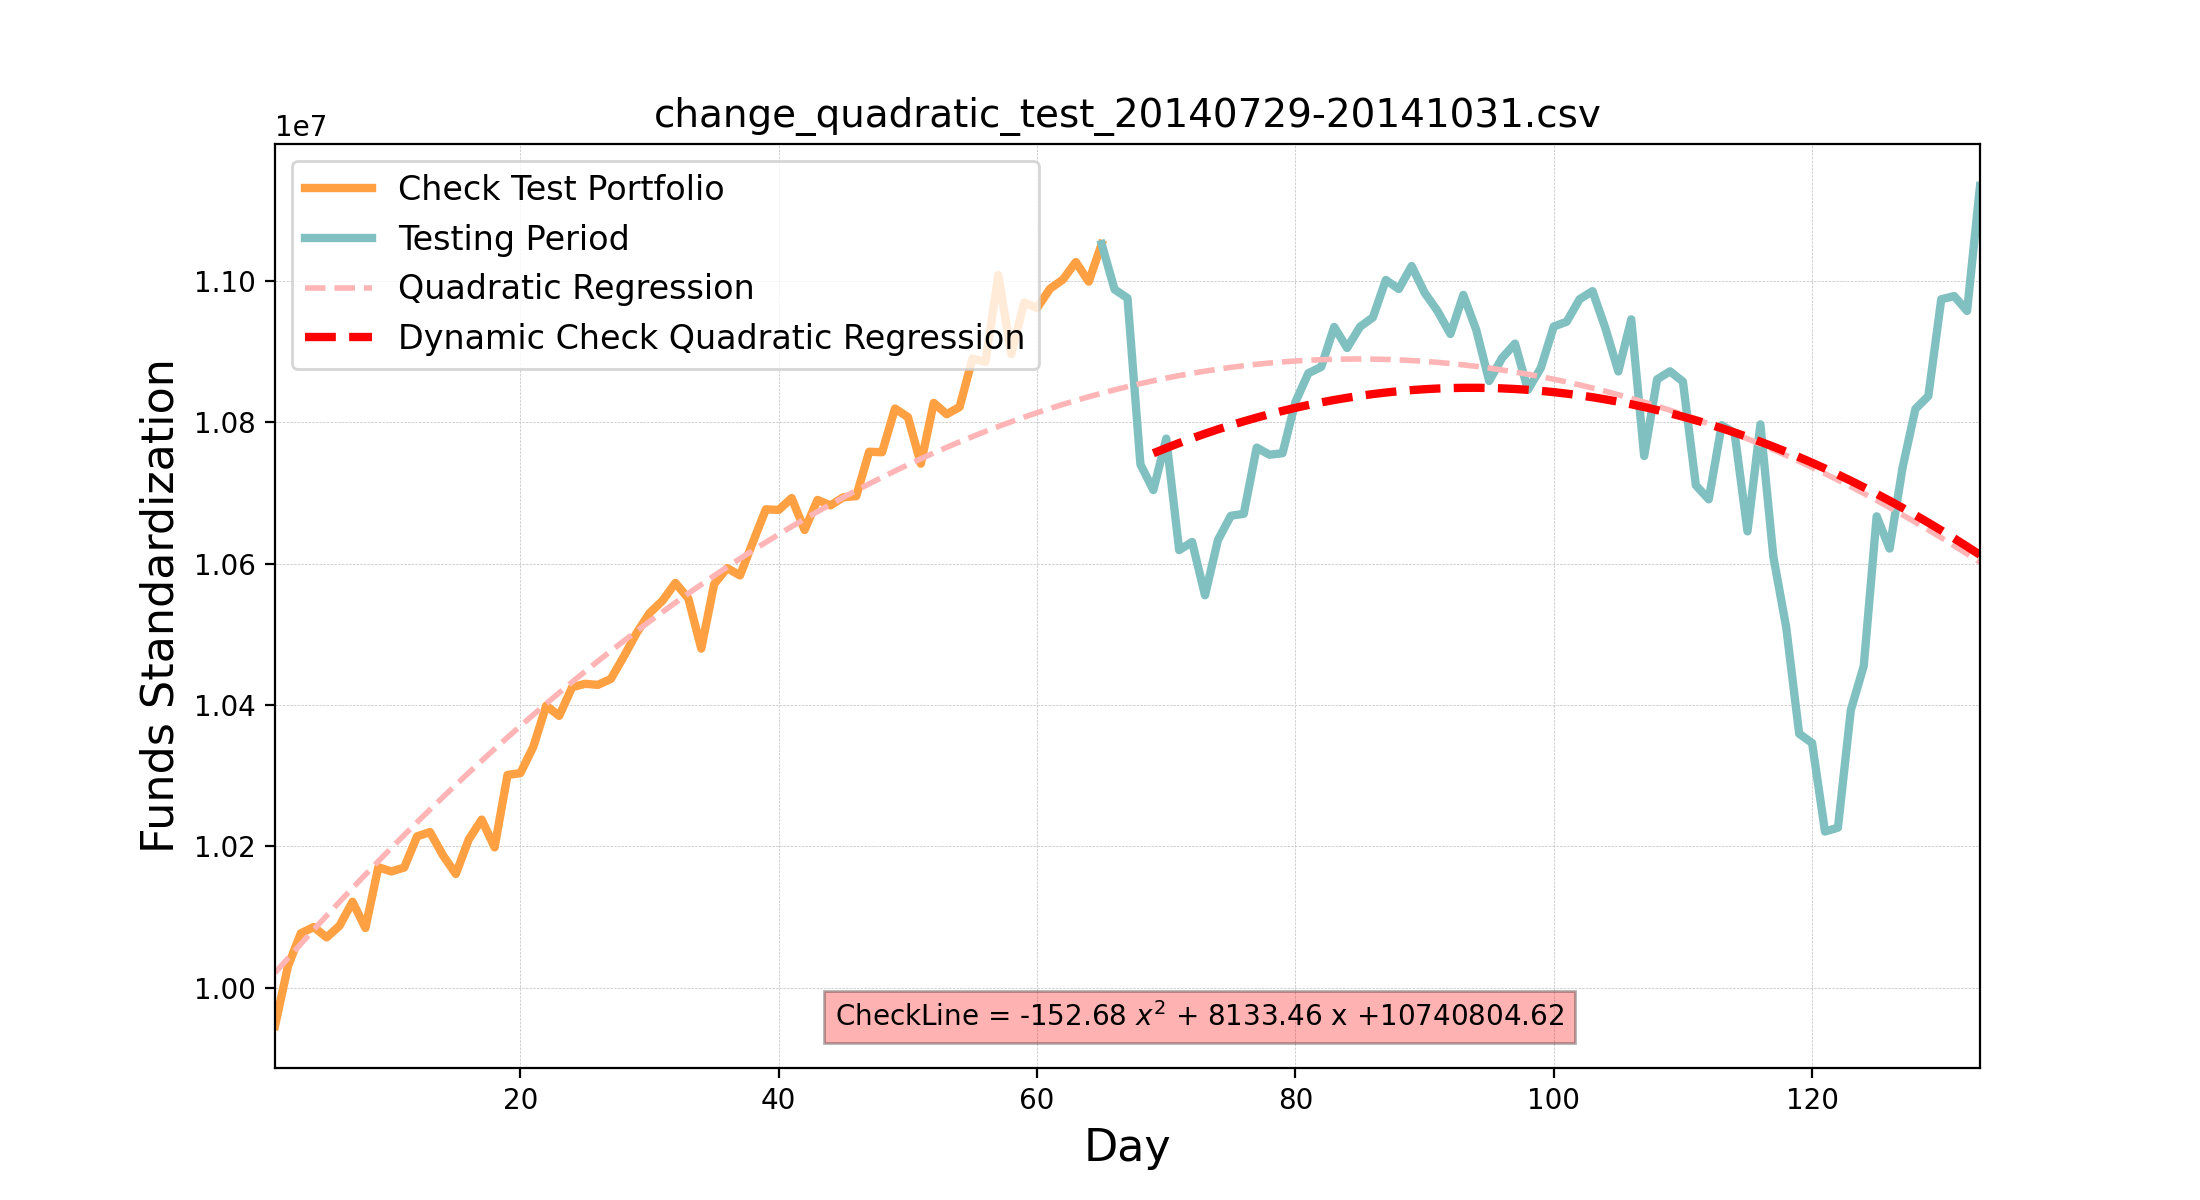 change_quadratic_test_20140729-20141031.csv
1e7
Check Test Portfolio
Testing Period
Quadratic Regression
Dynamic Check Quadratic Regression
1.10
1.08
1.06
1.04
1.02
1.00
Funds Standardization
CheckLine = -152.68 x² + 8133.46 x +10740804.62
20 40 60 80 100 120
Day